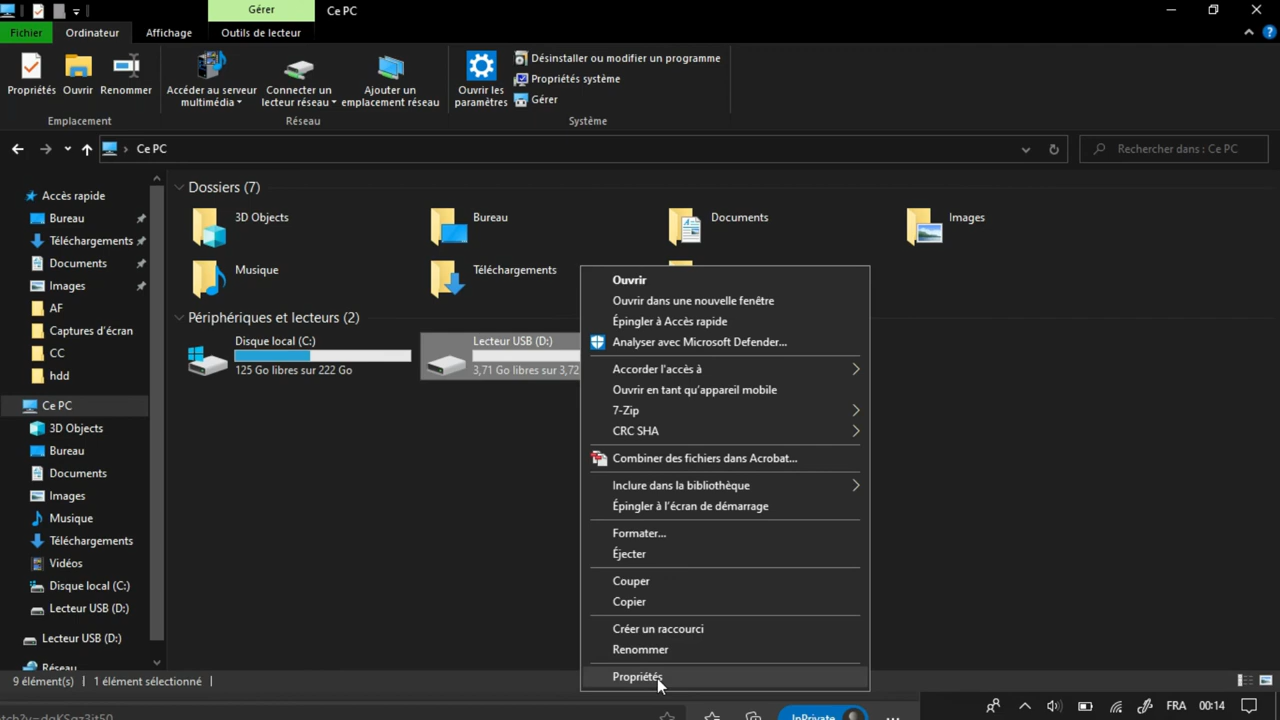 Gérer
Ce PC
Fichier
Ordinateur
Affichage
Outils de lecteur
Propriétés
Ouvrir
Renommer
Emplacement
Accéder au serveur
multimédia
Connecter un
lecteur réseau
Ajouter un
emplacement réseau
Réseau
Ouvrir les
paramètres
Désinstaller ou modifier un programme
Propriétés système
Gérer
Système
Ce PC
Rechercher dans : Ce PC
Accès rapide
Bureau
Téléchargements
Documents
Images
AF
Captures d'écran
CC
hdd
Ce PC
3D Objects
Bureau
Documents
Images
Musique
Téléchargements
Vidéos
Disque local (C:)
Lecteur USB (D:)
Lecteur USB (D:)
Réseau
Dossiers (7)
3D Objects
Bureau
Documents
Images
Musique
Téléchargements
Périphériques et lecteurs (2)
Disque local (C:)
125 Go libres sur 222 Go
Lecteur USB (D:)
3,71 Go libres sur 3,72
Ouvrir
Ouvrir dans une nouvelle fenêtre
Épingler à Accès rapide
Analyser avec Microsoft Defender...
Accorder l'accès à
Ouvrir en tant qu'appareil mobile
7-Zip
CRC SHA
Combiner des fichiers dans Acrobat...
Inclure dans la bibliothèque
Épingler à l'écran de démarrage
Formater...
Éjecter
Couper
Copier
Créer un raccourci
Renommer
Propriétés
9 élément(s)
1 élément sélectionné
InPrivate
FRA
00:14